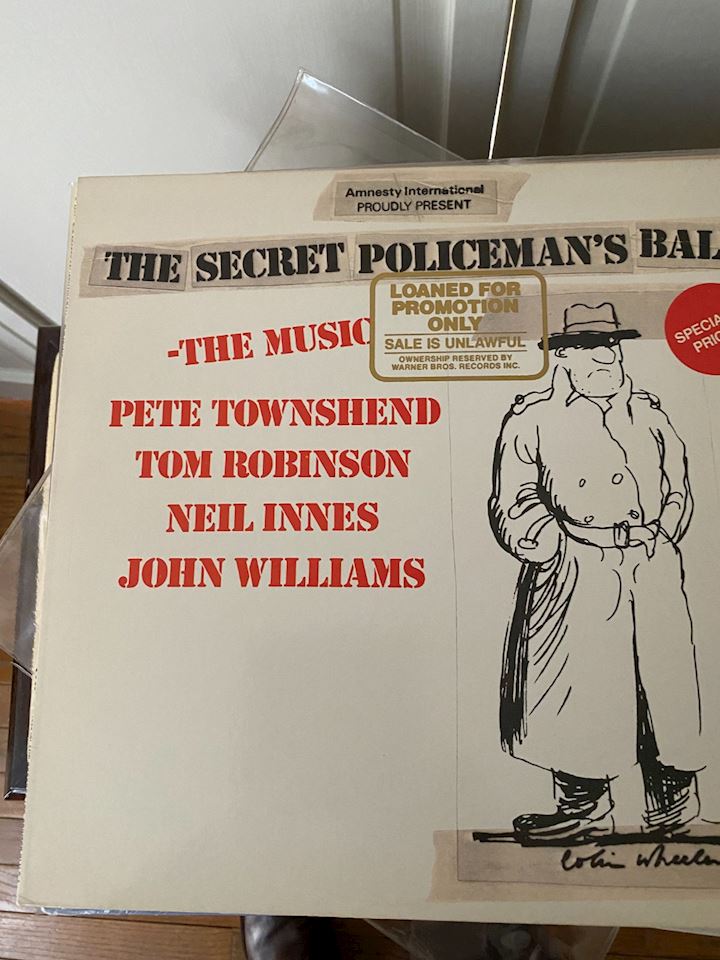 Amnesty International
PROUDLY PRESENT
THE SECRET POLICEMAN'S BAL
-THE MUSIC
LOANED FOR
PROMOTION
ONLY
SALE IS UNLAWFUL
OWNERSHIP RESERVED BY
WARNER BROS. RECORDS INC.
SPECIA
PRIC
PETE TOWNSHEND
TOM ROBINSON
NEIL INNES
JOHN WILLIAMS
Colin Wheeler